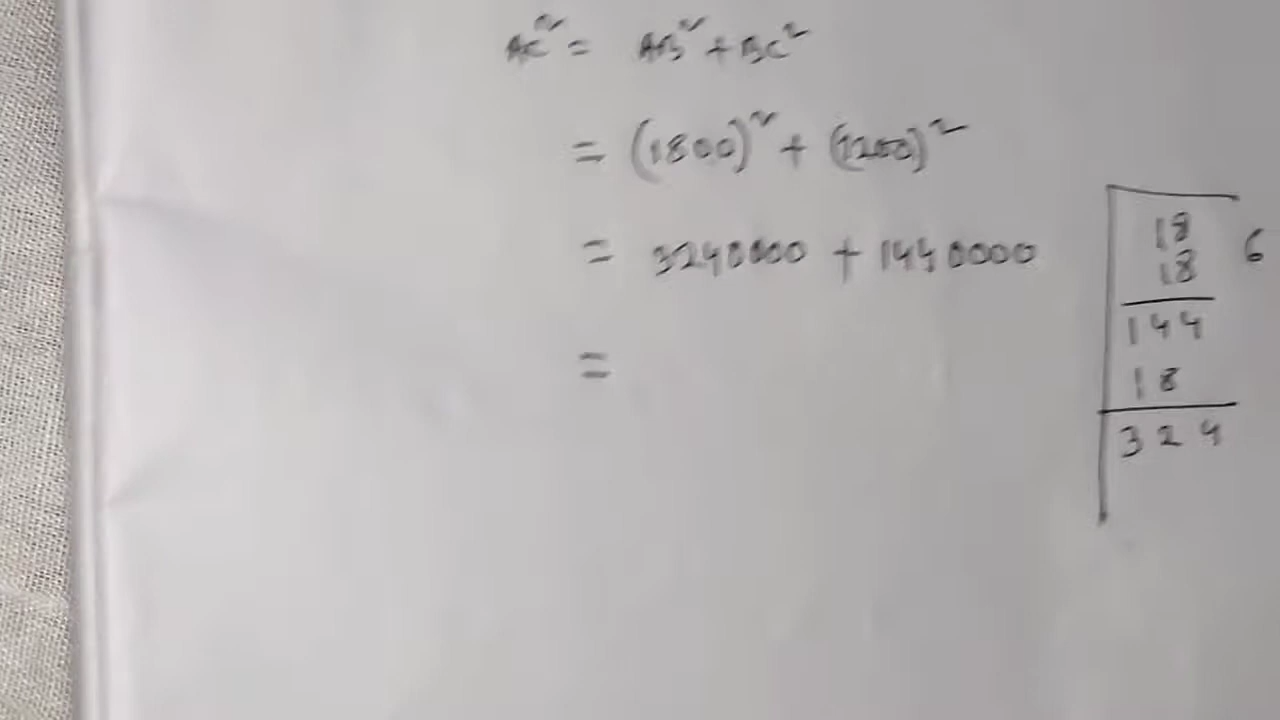 AC² = AB² + BC²
= (1800)² + (1200)²
= 3240000 + 1440000
=
18 6
18
144
18
324